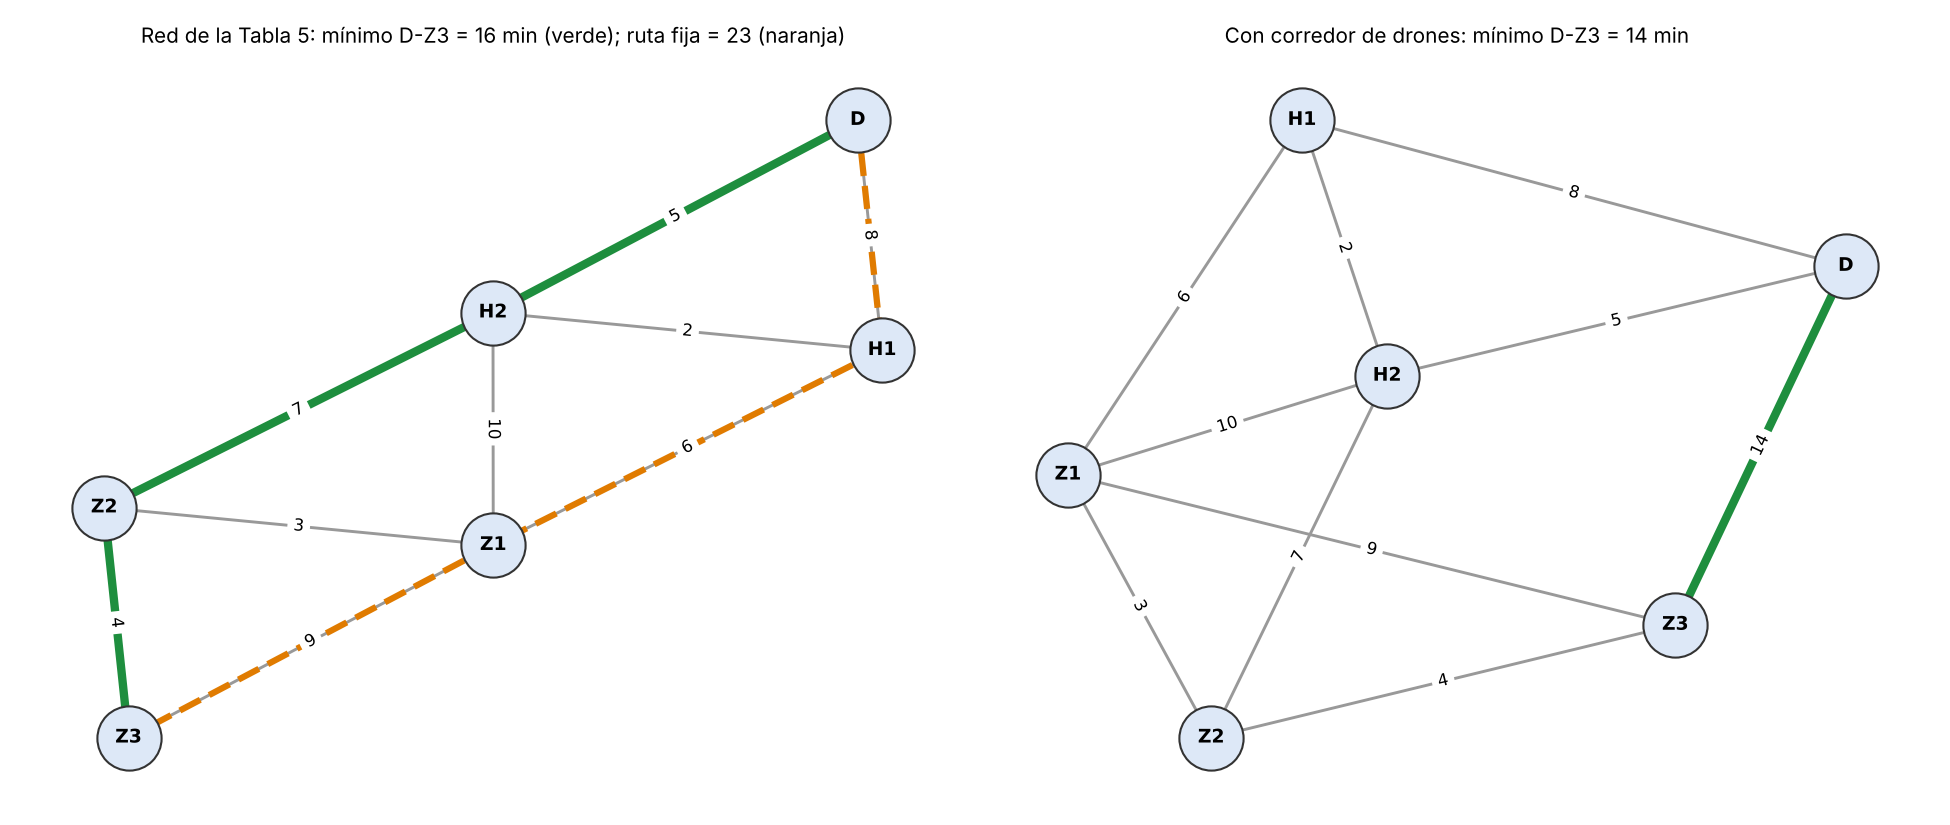 Red de la Tabla 5: mínimo D-Z3 = 16 min (verde); ruta fija = 23 (naranja)
D
5
8
H2
2
H1
7
10
6
Z2
3
Z1
4
9
Z3
Con corredor de drones: mínimo D-Z3 = 14 min
H1
8
2
D
6
5
H2
10
14
Z1
9
7
3
Z3
4
Z2